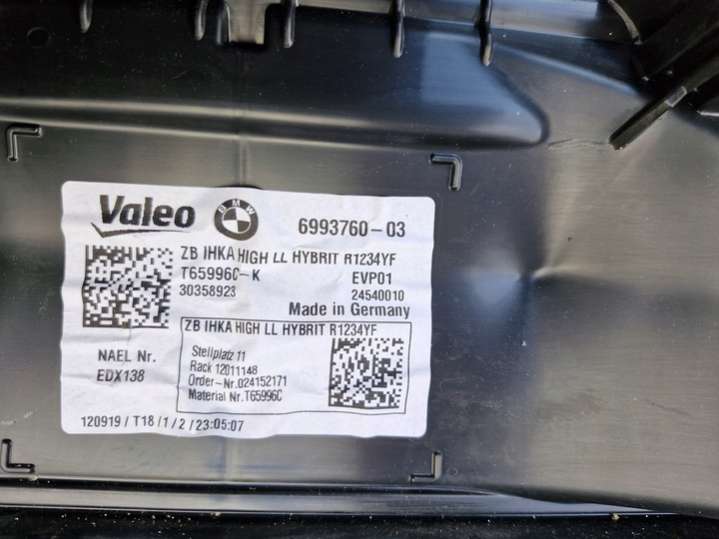 Valeo BMW 6993760-03
ZB IHKA HIGH LL HYBRIT R1234YF
T65996C-K EVP01
30358923 24540010
Made in Germany
ZB IHKA HIGH LL HYBRIT R1234YF
NAEL Nr.
EDX138
Stellplatz 11
Rack 12011148
Order-Nr.024152171
Material Nr.T65996C
120919/T18/1/2/23:05:07